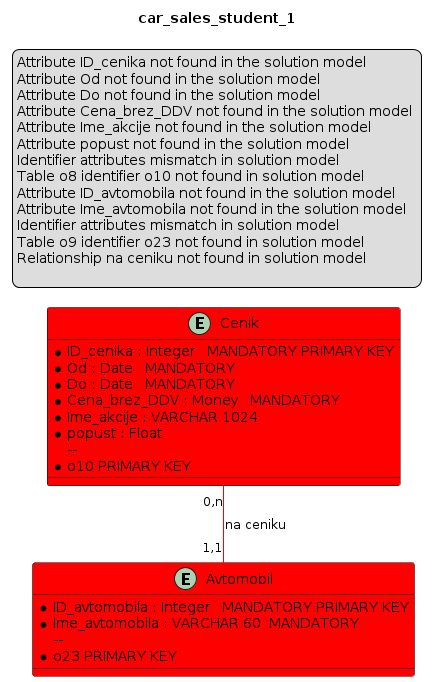 car_sales_student_1
Attribute ID_cenika not found in the solution model
Attribute Od not found in the solution model
Attribute Do not found in the solution model
Attribute Cena_brez_DDV not found in the solution model
Attribute Ime_akcije not found in the solution model
Attribute popust not found in the solution model
Identifier attributes mismatch in solution model
Table o8 identifier o10 not found in solution model
Attribute ID_avtomobila not found in the solution model
Attribute Ime_avtomobila not found in the solution model
Identifier attributes mismatch in solution model
Table o9 identifier o23 not found in solution model
Relationship na ceniku not found in solution model
E Cenik
ID_cenika : Integer MANDATORY PRIMARY KEY
Od : Date MANDATORY
Do : Date MANDATORY
Cena_brez_DDV : Money MANDATORY
Ime_akcije : VARCHAR 1024
popust : Float
--
o10 PRIMARY KEY
0,n
na ceniku
1,1
E Avtomobil
ID_avtomobila : Integer MANDATORY PRIMARY KEY
Ime_avtomobila : VARCHAR 60 MANDATORY
--
o23 PRIMARY KEY